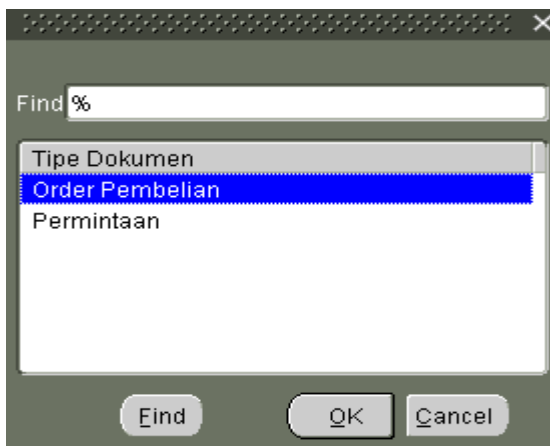 Find %
Tipe Dokumen
Order Pembelian
Permintaan
Find OK Cancel